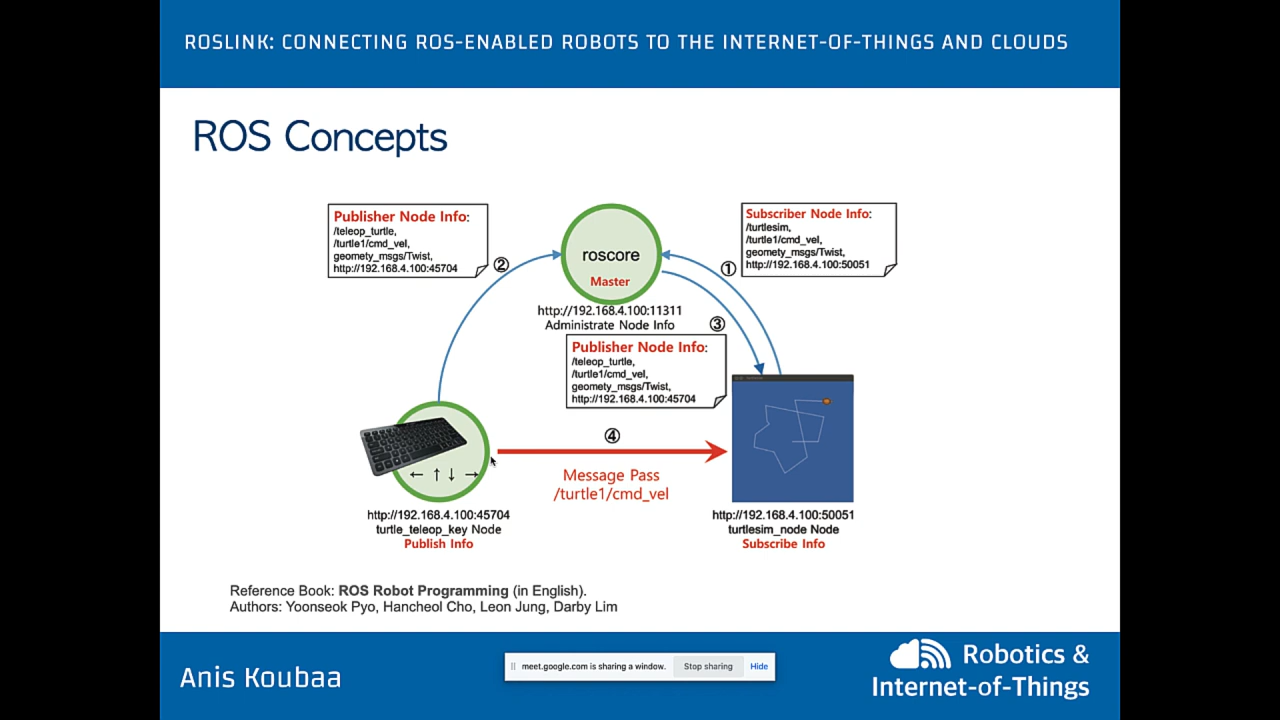 ROSLINK: CONNECTING ROS-ENABLED ROBOTS TO THE INTERNET-OF-THINGS AND CLOUDS
ROS Concepts
Publisher Node Info:
/teleop_turtle,
/turtle1/cmd_vel,
geomety_msgs/Twist,
http://192.168.4.100:45704
②
roscore
Master
http://192.168.4.100:11311
Administrate Node Info
①
Subscriber Node Info:
/turtlesim,
/turtle1/cmd_vel,
geomety_msgs/Twist,
http://192.168.4.100:50051
③
Publisher Node Info:
/teleop_turtle,
/turtle1/cmd_vel,
geomety_msgs/Twist,
http://192.168.4.100:45704
← ↑ ↓ →
④
Message Pass
/turtle1/cmd_vel
http://192.168.4.100:45704
turtle_teleop_key Node
Publish Info
http://192.168.4.100:50051
turtlesim_node Node
Subscribe Info
Reference Book: ROS Robot Programming (in English).
Authors: Yoonseok Pyo, Hancheol Cho, Leon Jung, Darby Lim
Anis Koubaa
meet.google.com is sharing a window.
Stop sharing
Hide
Robotics &
Internet-of-Things